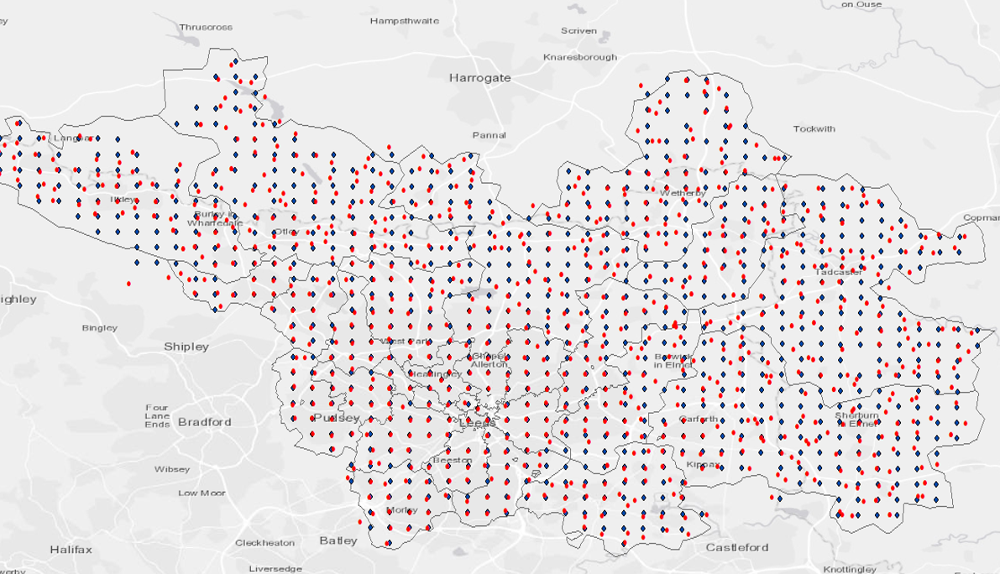 on Ouse
Thruscross
Hampsthwaite
Scriven
Knaresborough
Harrogate
Tockwith
Pannal
Langbar
Wetherby
Ilkley
Burley in
Wharfedale
Otley
Tadcaster
Bingley
Shipley
West Park
Chapel
Allerton
Barwick
in Elmet
Headingley
Four
Lane
Ends
Bradford
Pudsey
Leeds
Garforth
Sherburn
in Elmet
Beeston
Kippax
Wibsey
Low Moor
Morley
Batley
Cleckheaton
Halifax
Castleford
Liversedge
Knottingley